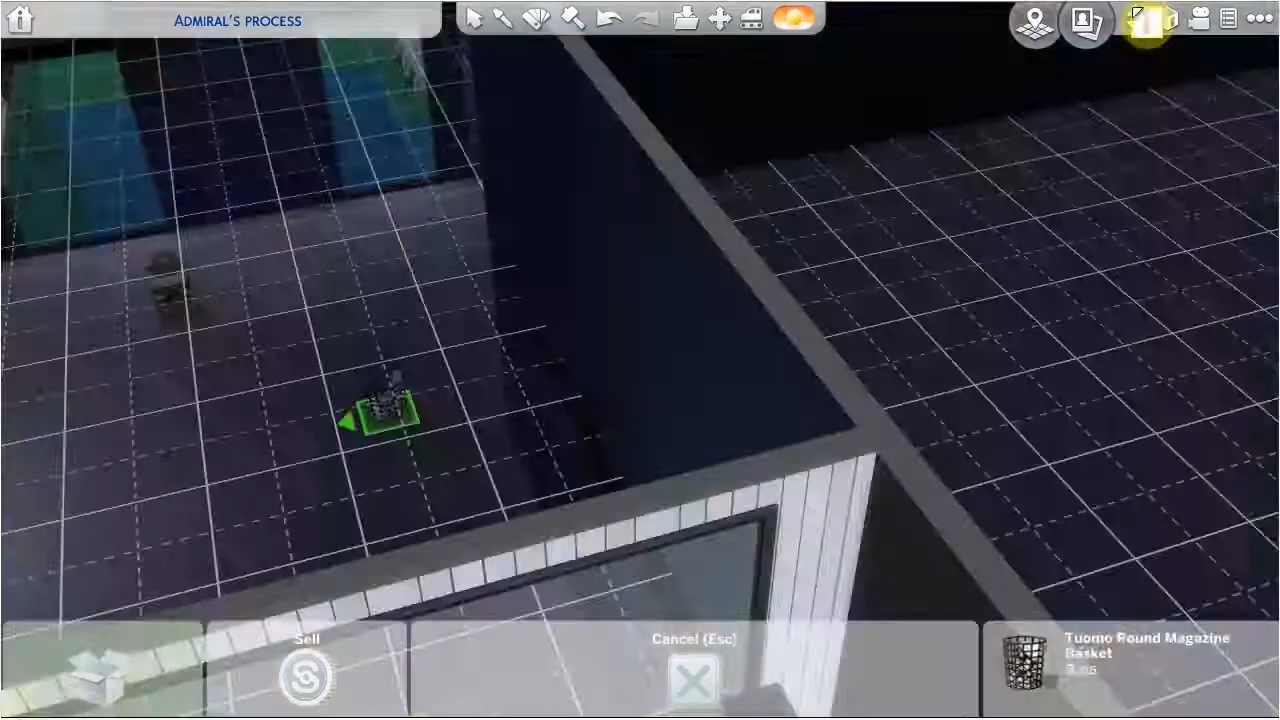 ADMIRAL'S PROCESS
Sell
Cancel (Esc)
Tuomo Round Magazine
Basket